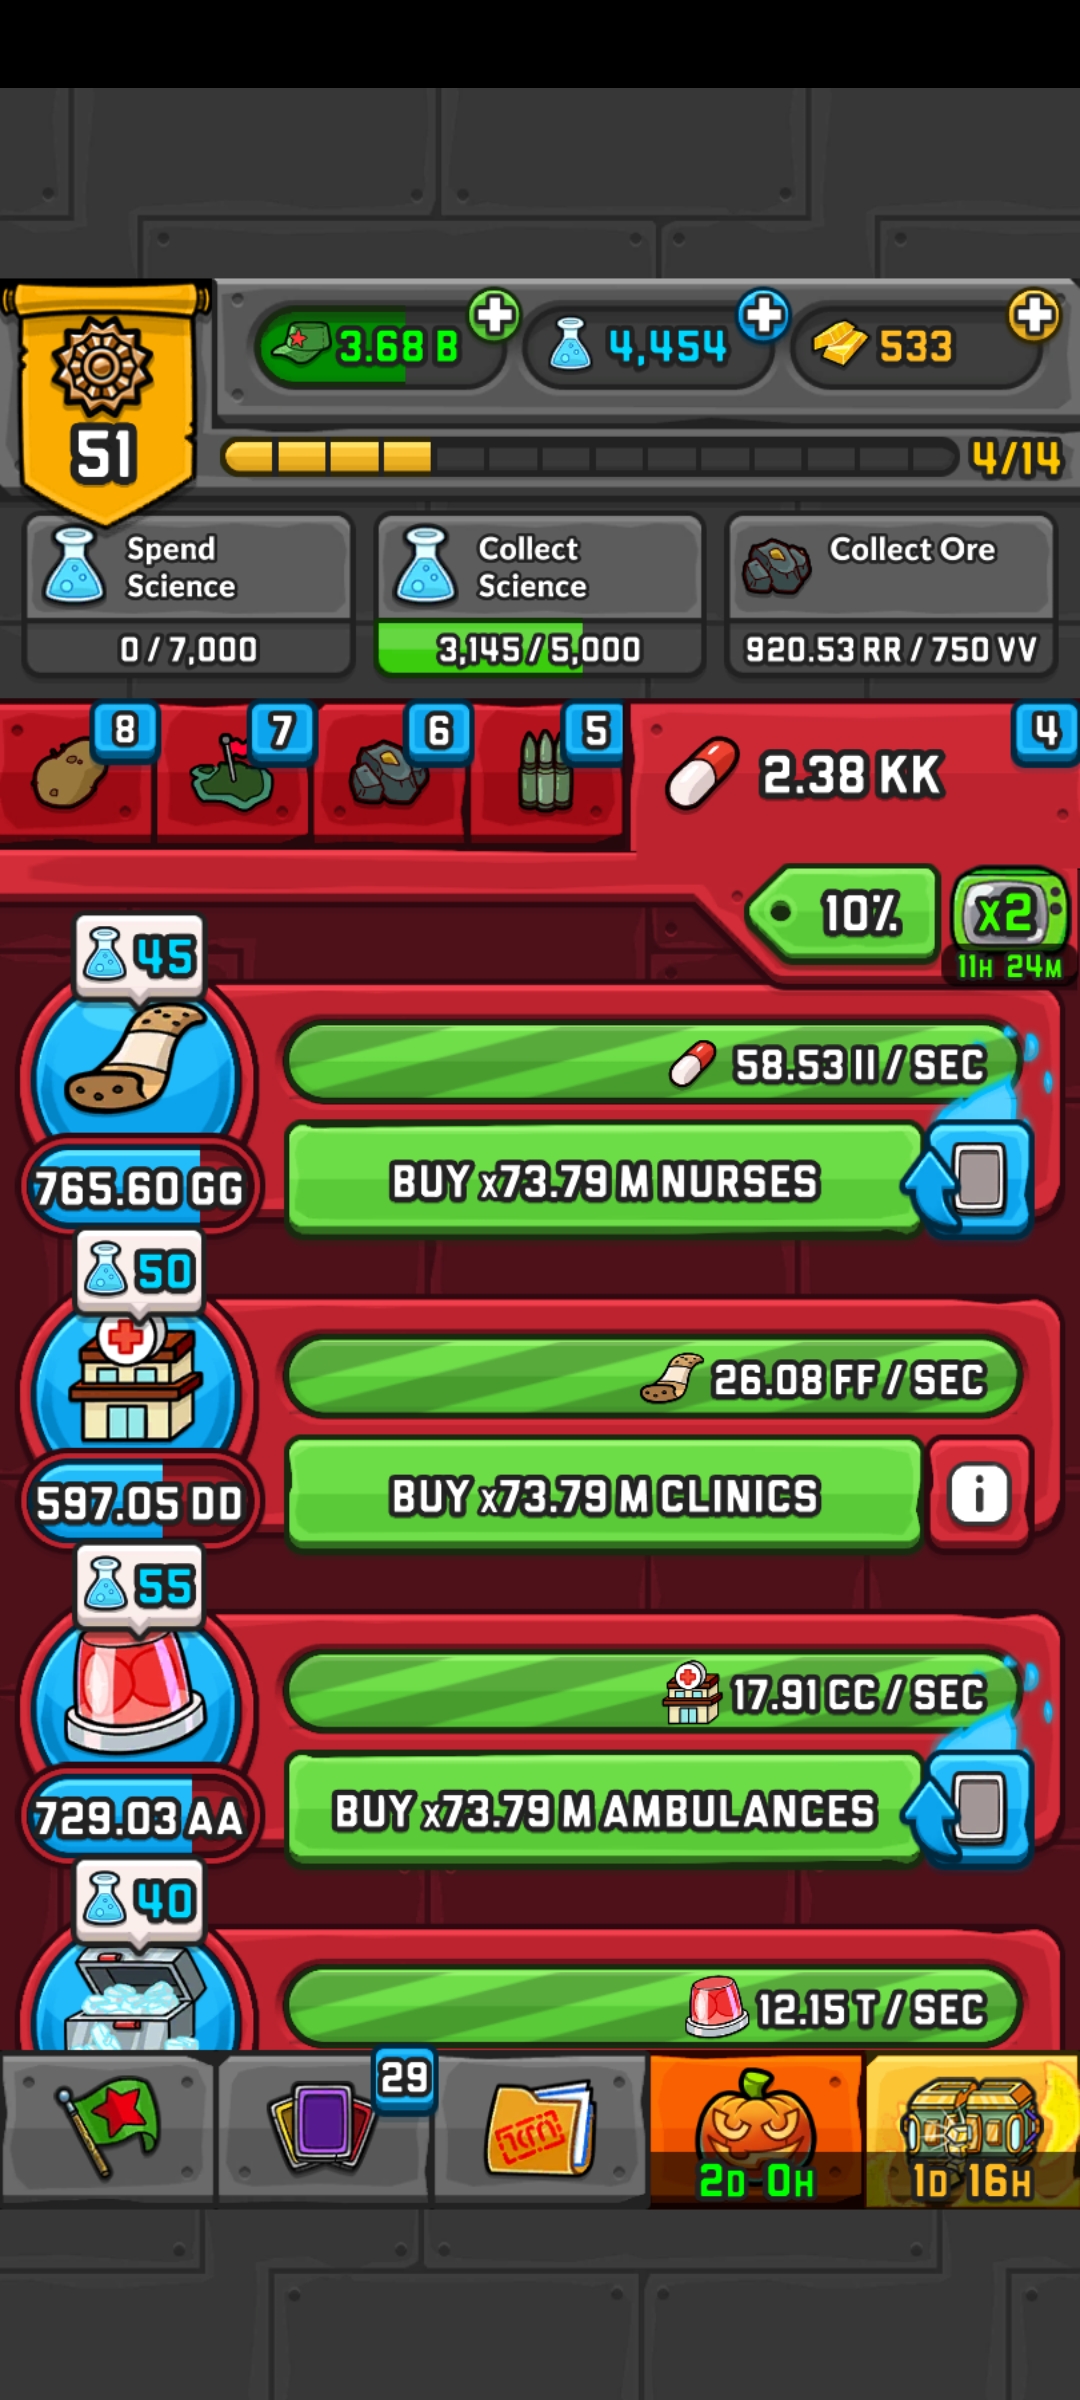 51
3.68 B
4,454
533
4/14
Spend
Science
0 / 7,000
Collect
Science
3,145 / 5,000
Collect Ore
920.53 RR / 750 VV
8
7
6
5
4
2.38 KK
10%
x2
11H 24M
45
58.53 II / SEC
765.60 GG
BUY x73.79 M NURSES
50
26.08 FF / SEC
597.05 DD
BUY x73.79 M CLINICS
i
55
17.91 CC / SEC
729.03 AA
BUY x73.79 M AMBULANCES
40
12.15 T / SEC
29
2D 0H
1D 16H